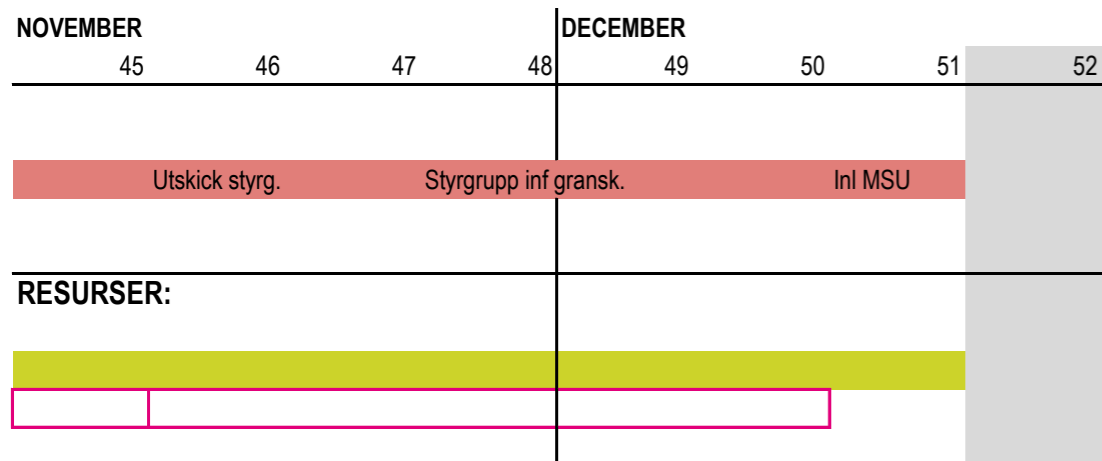 NOVEMBER DECEMBER
45 46 47 48 49 50 51 52
Utskick styrg. Styrgrupp inf gransk. Inl MSU
RESURSER: